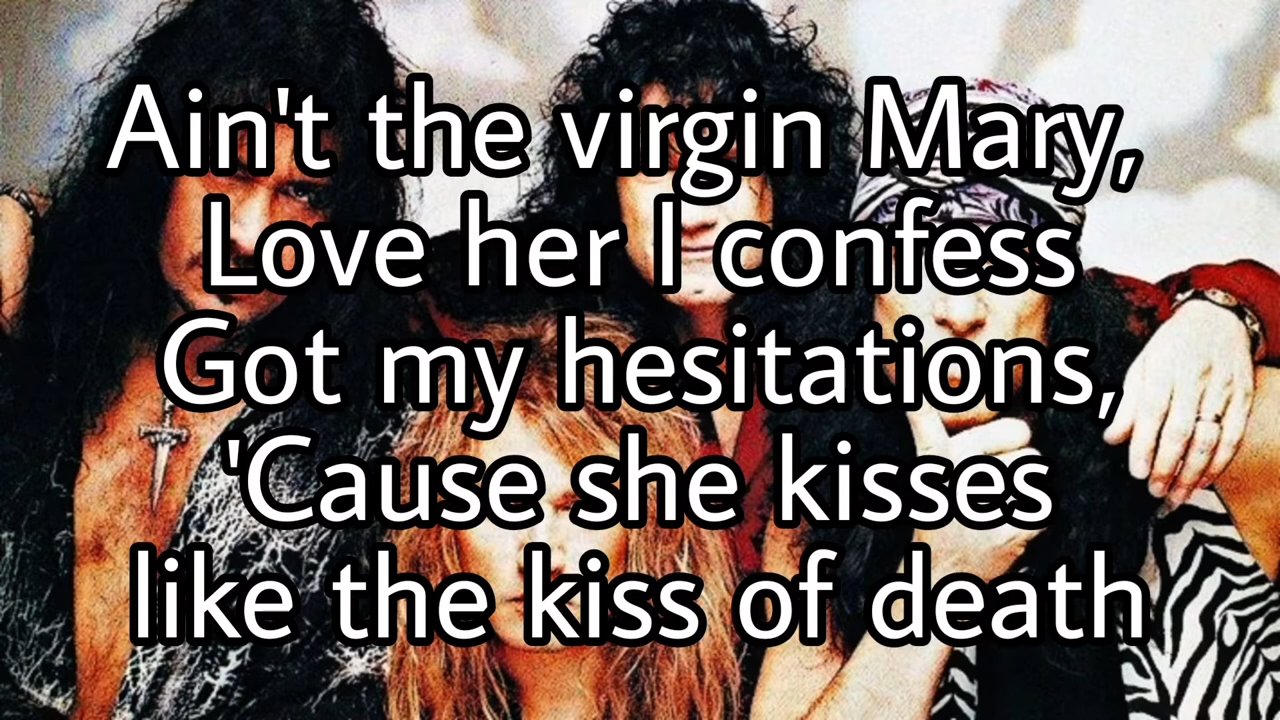 Ain't the virgin Mary,
Love her I confess
Got my hesitations,
'Cause she kisses
like the kiss of death